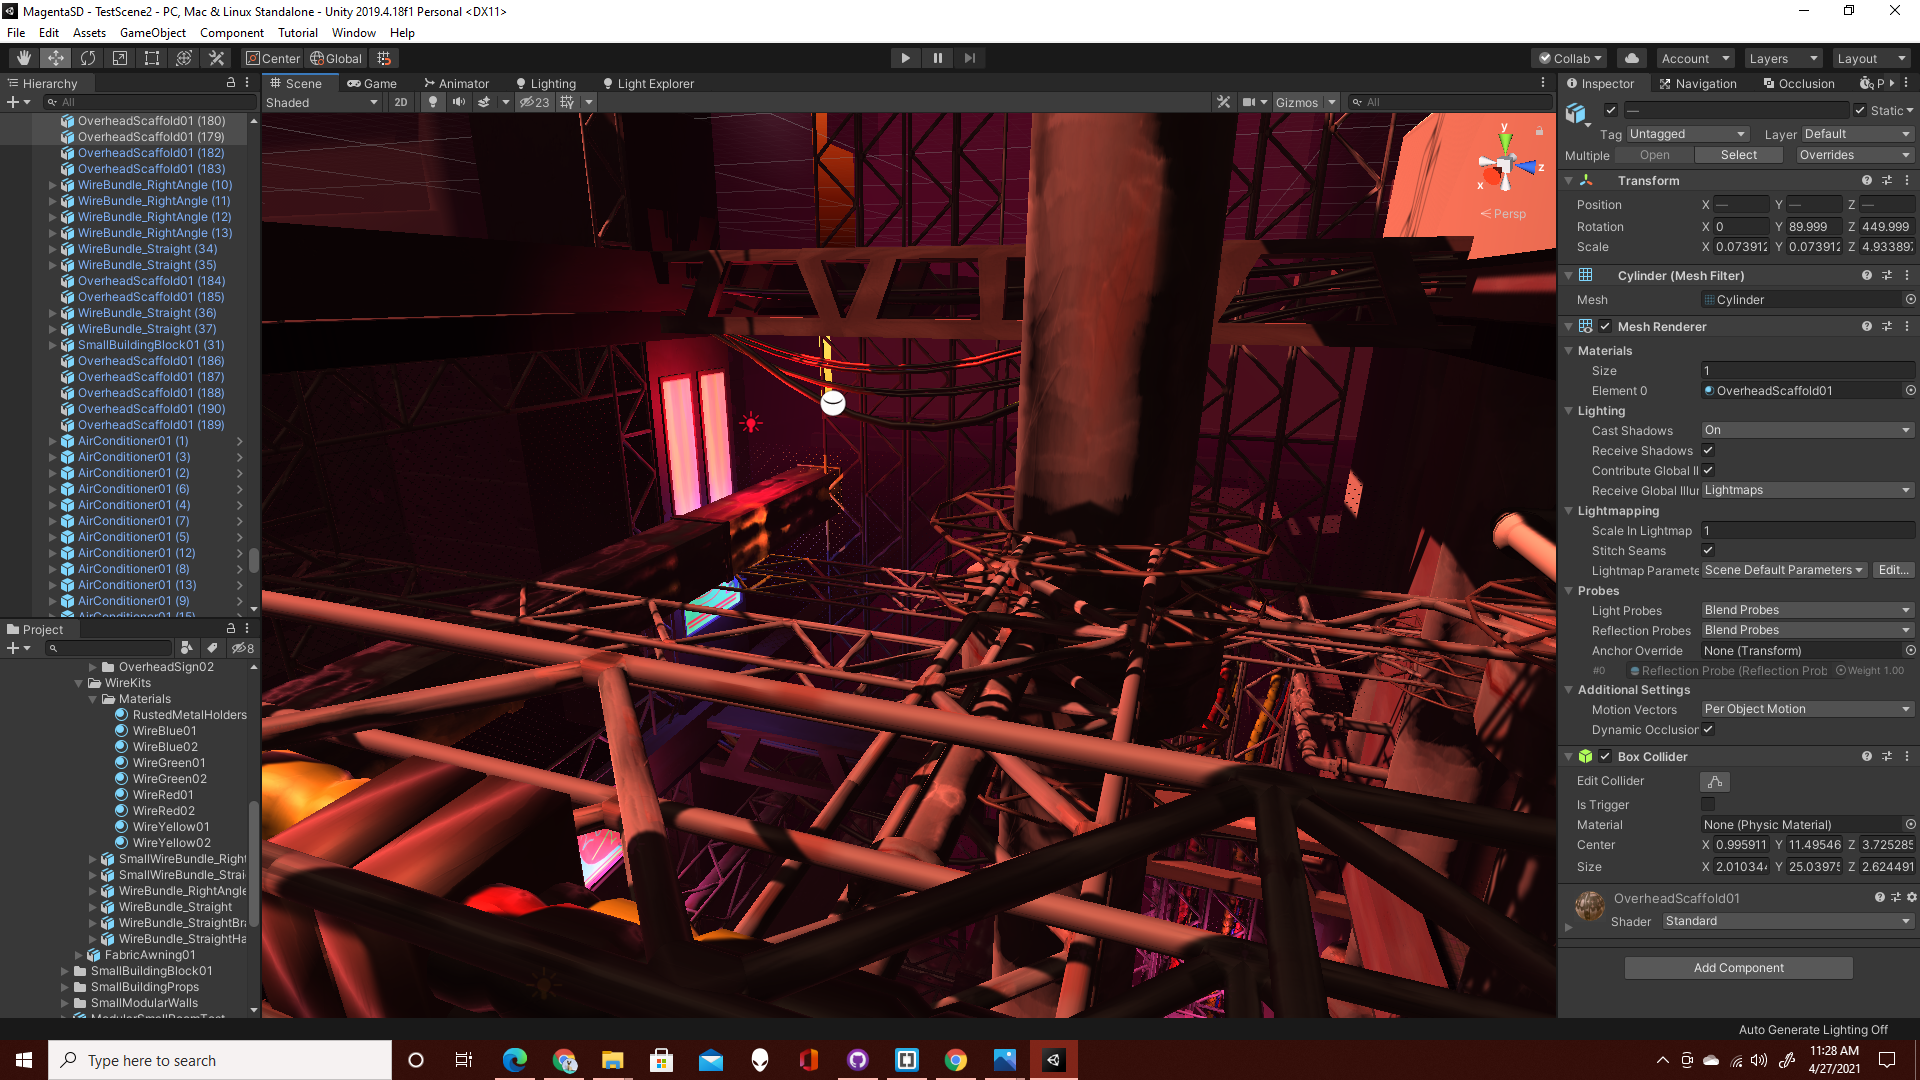 MagentaSD - TestScene2 - PC, Mac & Linux Standalone - Unity 2019.4.18f1 Personal <DX11>
File Edit Assets GameObject Component Tutorial Window Help
Center Global Collab Account Layers Layout
Hierarchy
All
OverheadScaffold01 (180)
OverheadScaffold01 (179)
OverheadScaffold01 (182)
OverheadScaffold01 (183)
WireBundle_RightAngle (10)
WireBundle_RightAngle (11)
WireBundle_RightAngle (12)
WireBundle_RightAngle (13)
WireBundle_Straight (34)
WireBundle_Straight (35)
OverheadScaffold01 (184)
OverheadScaffold01 (185)
WireBundle_Straight (36)
WireBundle_Straight (37)
SmallBuildingBlock01 (31)
OverheadScaffold01 (186)
OverheadScaffold01 (187)
OverheadScaffold01 (188)
OverheadScaffold01 (190)
OverheadScaffold01 (189)
AirConditioner01 (1)
AirConditioner01 (3)
AirConditioner01 (2)
AirConditioner01 (6)
AirConditioner01 (4)
AirConditioner01 (7)
AirConditioner01 (5)
AirConditioner01 (12)
AirConditioner01 (8)
AirConditioner01 (13)
AirConditioner01 (9)
AirConditioner01 (15)
Project
8
OverheadSign02
WireKits
Materials
RustedMetalHolders
WireBlue01
WireBlue02
WireGreen01
WireGreen02
WireRed01
WireRed02
WireYellow01
WireYellow02
SmallWireBundle_Right
SmallWireBundle_Strai
WireBundle_RightAngle
WireBundle_Straight
WireBundle_StraightBr
WireBundle_StraightHa
FabricAwning01
SmallBuildingBlock01
SmallBuildingProps
SmallModularWalls
ModularSmallRoomTest
Scene Game Animator Lighting Light Explorer
Shaded 2D 23 Gizmos All
y
z
x
Persp
Inspector Navigation Occlusion P
— Static
Tag Untagged Layer Default
Multiple Open Select Overrides
Transform
Position X — Y — Z —
Rotation X 0 Y 89.999 Z 449.999
Scale X 0.073912 Y 0.073912 Z 4.933897
Cylinder (Mesh Filter)
Mesh Cylinder
Mesh Renderer
Materials
Size 1
Element 0 OverheadScaffold01
Lighting
Cast Shadows On
Receive Shadows
Contribute Global Il
Receive Global Illur Lightmaps
Lightmapping
Scale In Lightmap 1
Stitch Seams
Lightmap Paramete Scene Default Parameters Edit...
Probes
Light Probes Blend Probes
Reflection Probes Blend Probes
Anchor Override None (Transform)
#0 Reflection Probe (Reflection Prob Weight 1.00
Additional Settings
Motion Vectors Per Object Motion
Dynamic Occlusion
Box Collider
Edit Collider
Is Trigger
Material None (Physic Material)
Center X 0.995911 Y 11.49546 Z 3.725285
Size X 2.01034 Y 25.03975 Z 2.624491
OverheadScaffold01
Shader Standard
Add Component
Auto Generate Lighting Off
Type here to search
11:28 AM
4/27/2021